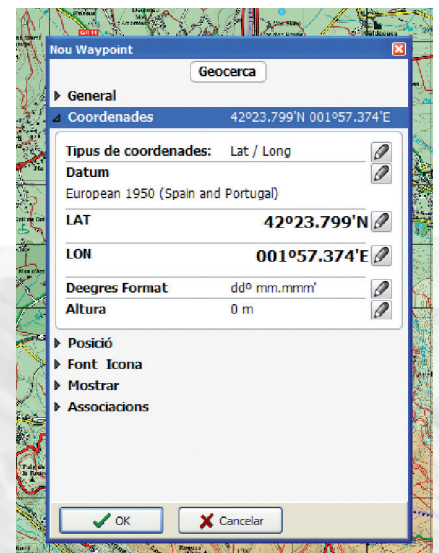 GR 11
Nou Waypoint
Geocerca
General
Coordenades 42º23.799'N 001º57.374'E
Tipus de coordenades: Lat / Long
Datum
European 1950 (Spain and Portugal)
LAT 42º23.799'N
LON 001º57.374'E
Deegres Format ddº mm.mmm'
Altura 0 m
Posició
Font Icona
Mostrar
Associacions
OK Cancelar